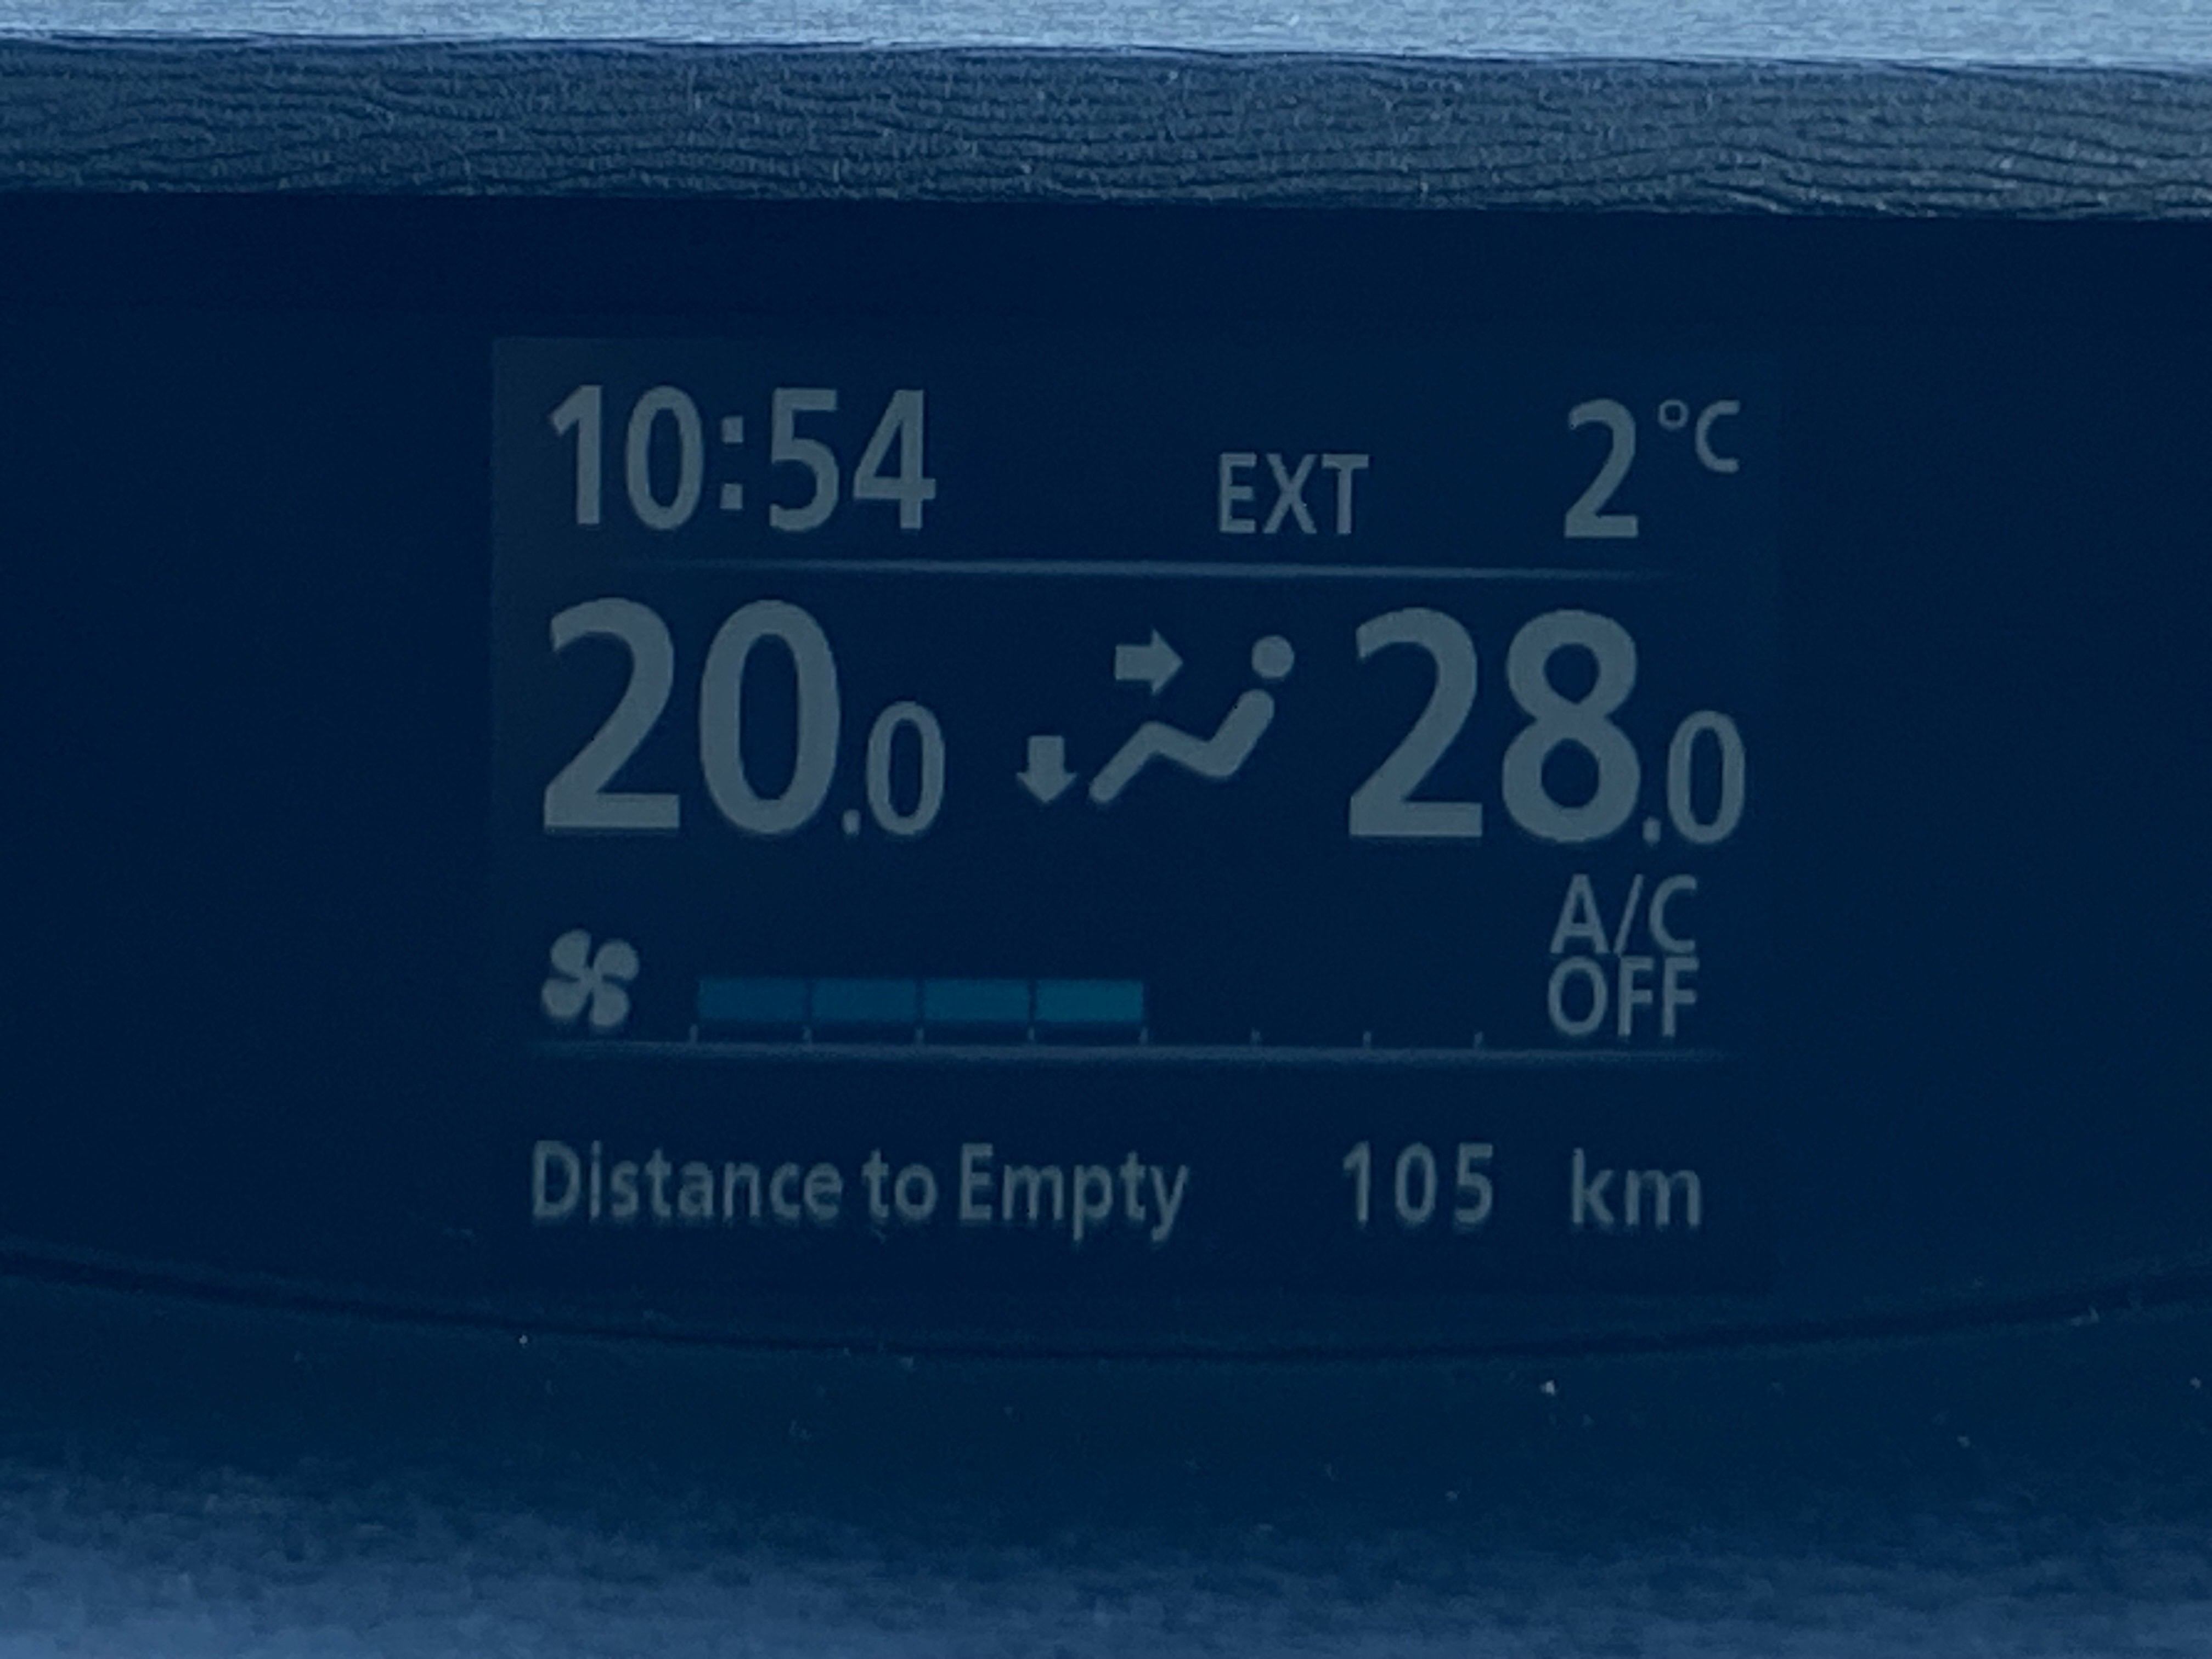 10:54 EXT 2°C
20.0 28.0
A/C
OFF
Distance to Empty 105 km